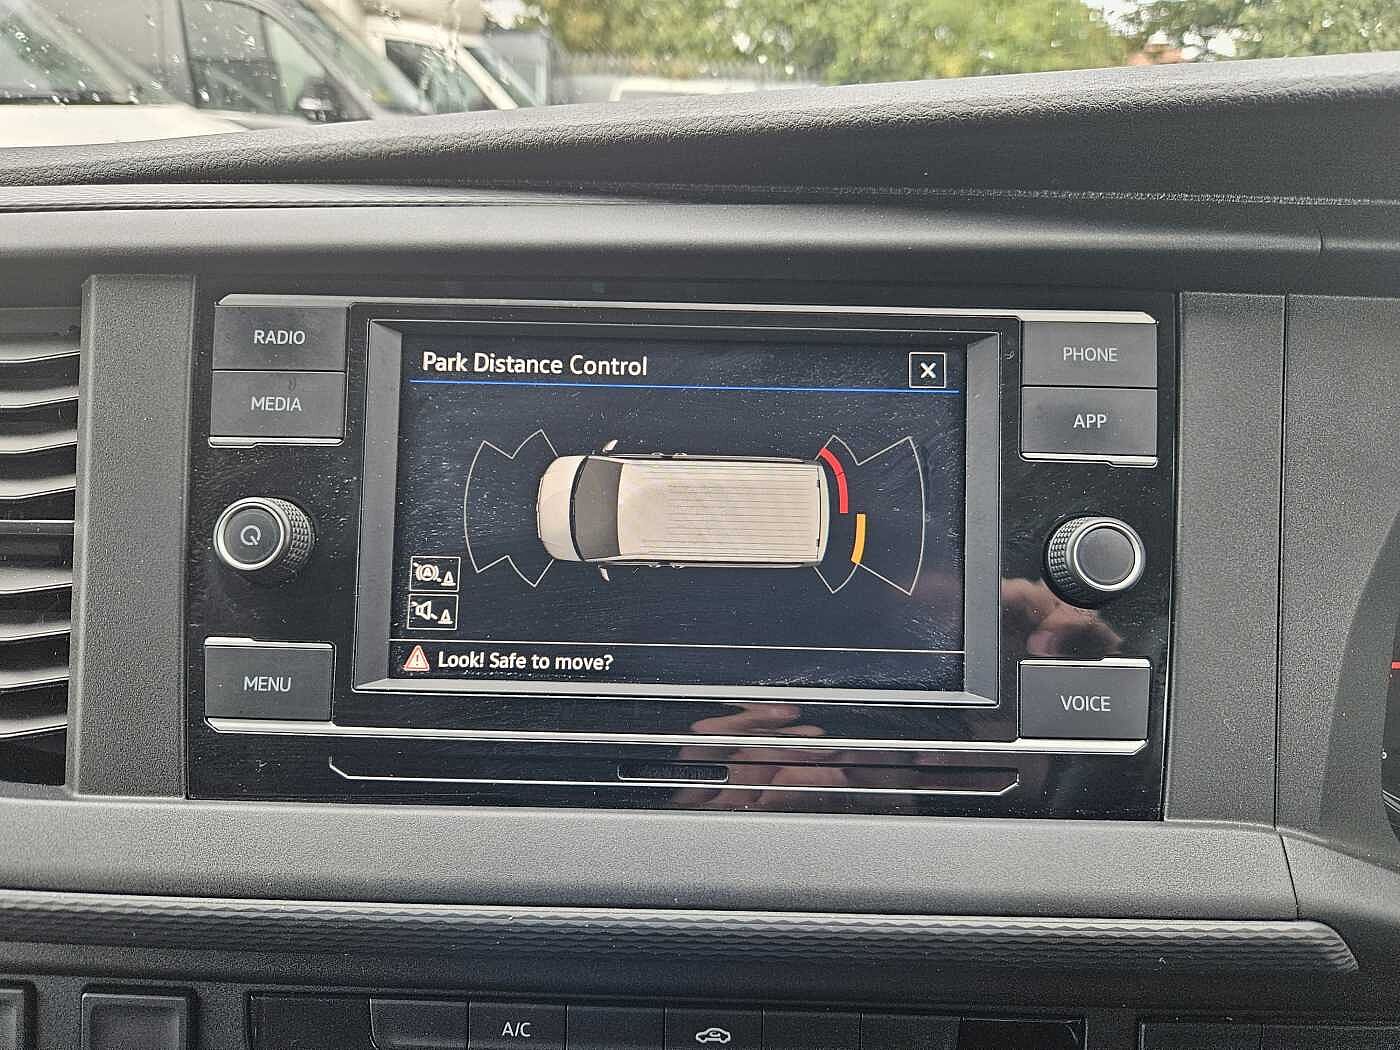 RADIO
MEDIA
MENU
PHONE
APP
VOICE
Park Distance Control
Look! Safe to move?
A/C